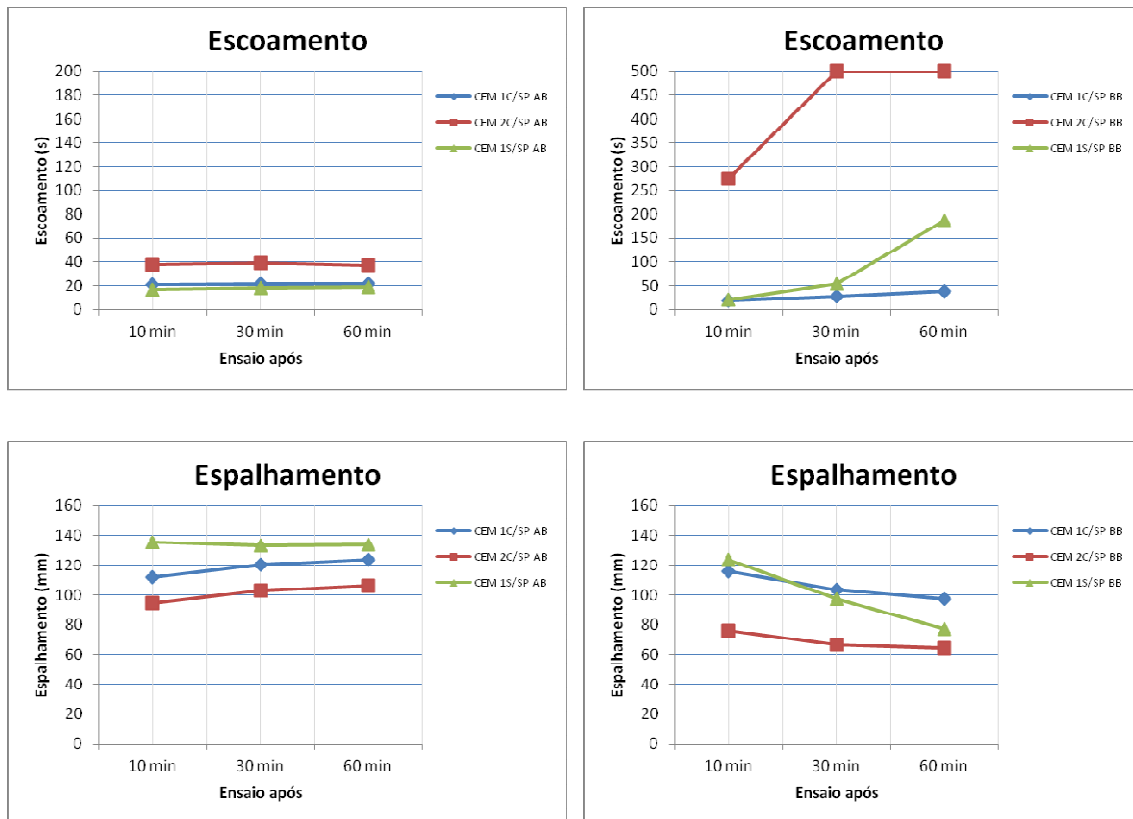 Escoamento
200
180
160
140
120
100
80
60
40
20
0
Escoamento (s)
10 min
30 min
60 min
Ensaio após
CEM 1C/SP AB
CEM 2C/SP AB
CEM 1S/SP AB
Escoamento
500
450
400
350
300
250
200
150
100
50
0
Escoamento (s)
10 min
30 min
60 min
Ensaio após
CEM 1C/SP BB
CEM 2C/SP BB
CEM 1S/SP BB
Espalhamento
160
140
120
100
80
60
40
20
0
Espalhamento (mm)
10 min
30 min
60 min
Ensaio após
CEM 1C/SP AB
CEM 2C/SP AB
CEM 1S/SP AB
Espalhamento
160
140
120
100
80
60
40
20
0
Espalhamento (mm)
10 min
30 min
60 min
Ensaio após
CEM 1C/SP BB
CEM 2C/SP BB
CEM 1S/SP BB